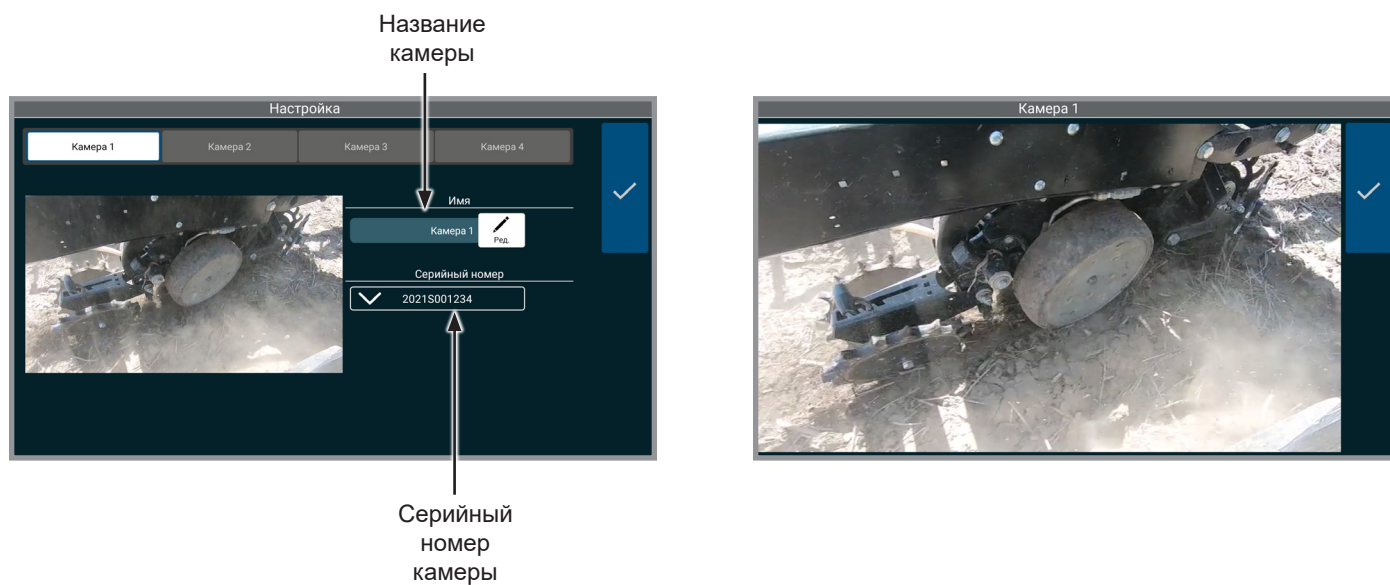 Название
камеры
Настройка
Камера 1
Камера 2
Камера 3
Камера 4
Имя
Камера 1
Ред.
Серийный номер
2021S001234
Серийный
номер
камеры
Камера 1